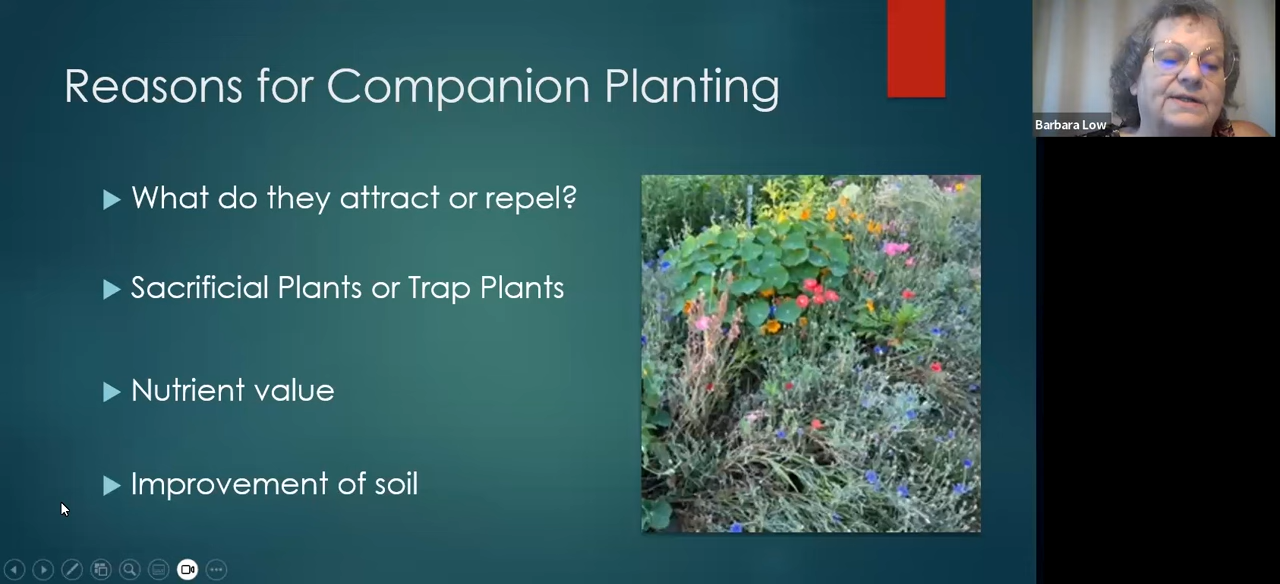 Reasons for Companion Planting
What do they attract or repel?
Sacrificial Plants or Trap Plants
Nutrient value
Improvement of soil
Barbara Low